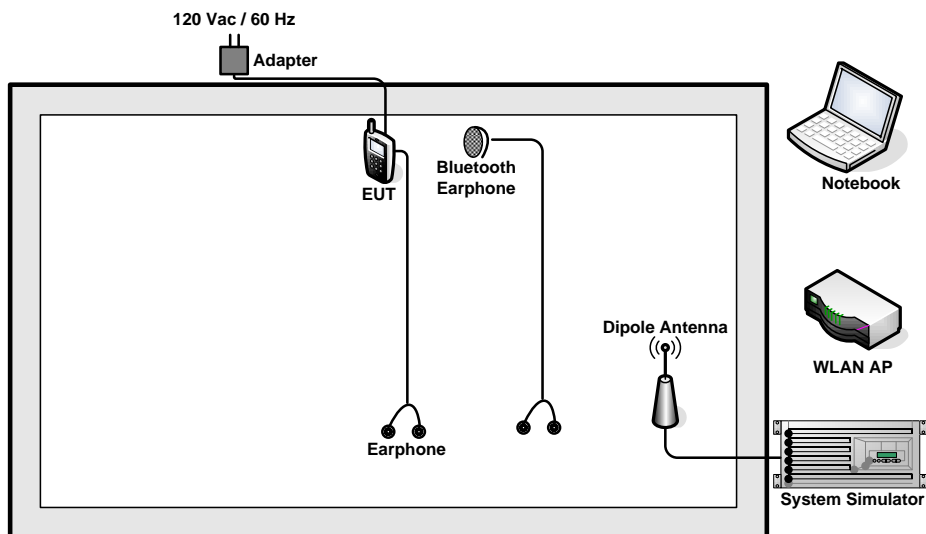 120 Vac / 60 Hz
Adapter
EUT
Bluetooth
Earphone
Notebook
Dipole Antenna
WLAN AP
Earphone
System Simulator